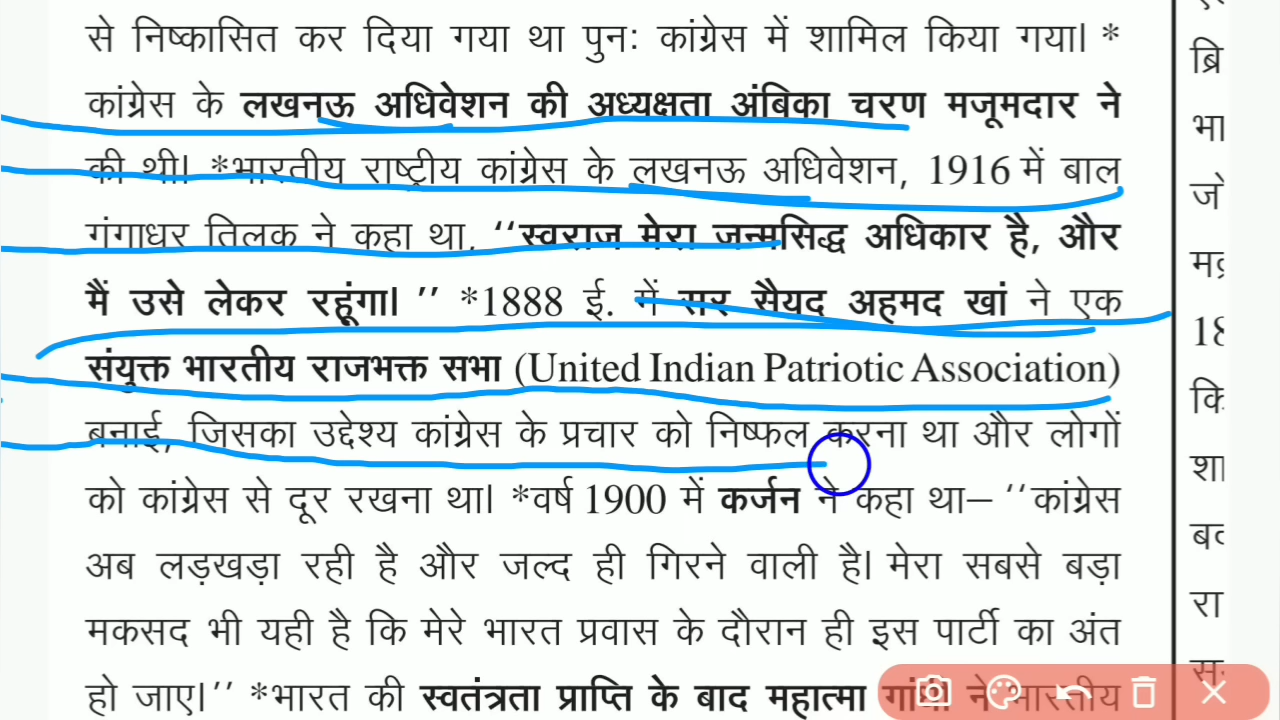 से निष्कासित कर दिया गया था पुनः कांग्रेस में शामिल किया गया। *
कांग्रेस के लखनऊ अधिवेशन की अध्यक्षता अंबिका चरण मजूमदार ने
की थी। *भारतीय राष्ट्रीय कांग्रेस के लखनऊ अधिवेशन, 1916 में बाल
गंगाधर तिलक ने कहा था, ‘‘स्वराज मेरा जन्मसिद्ध अधिकार है, और
मैं उसे लेकर रहूंगा। ’’ *1888 ई. में सर सैयद अहमद खां ने एक
संयुक्त भारतीय राजभक्त सभा (United Indian Patriotic Association)
बनाई, जिसका उद्देश्य कांग्रेस के प्रचार को निष्फल करना था और लोगों
को कांग्रेस से दूर रखना था। *वर्ष 1900 में कर्जन ने कहा था– ‘‘कांग्रेस
अब लड़खड़ा रही है और जल्द ही गिरने वाली है। मेरा सबसे बड़ा
मकसद भी यही है कि मेरे भारत प्रवास के दौरान ही इस पार्टी का अंत
हो जाए।’’ *भारत की स्वतंत्रता प्राप्ति के बाद महात्मा गांधी ने भारतीय
ब्रि
भा
जो
18
कि
शा
रा